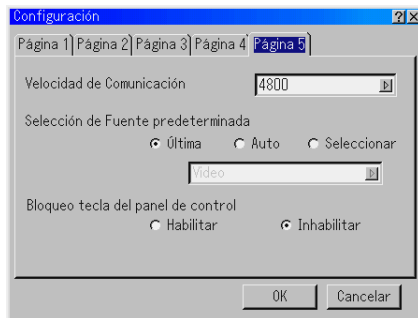 Configuración
Página 1 Página 2 Página 3 Página 4 Página 5
Velocidad de Comunicación 4800
Selección de Fuente predeterminada
Última Auto Seleccionar
Video
Bloqueo tecla del panel de control
Habilitar Inhabilitar
OK Cancelar